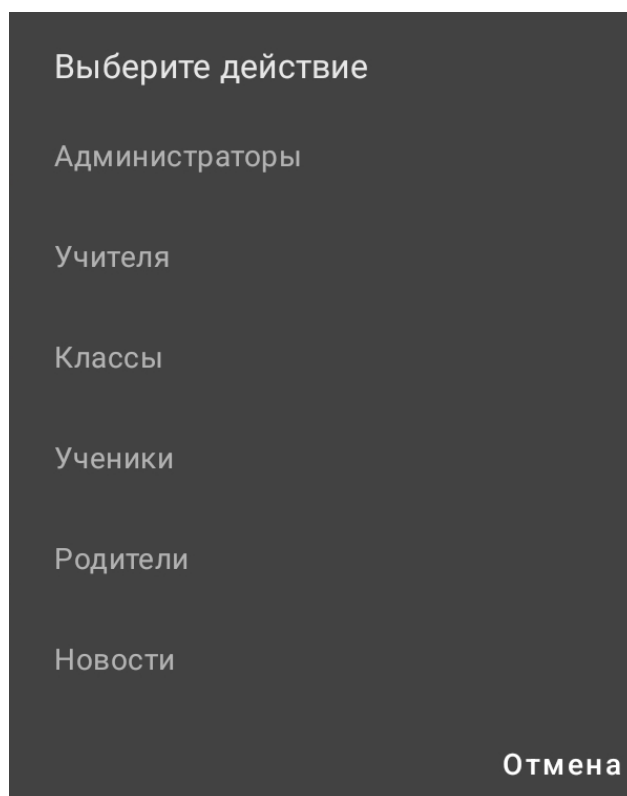 Выберите действие
Администраторы
Учителя
Классы
Ученики
Родители
Новости
Отмена